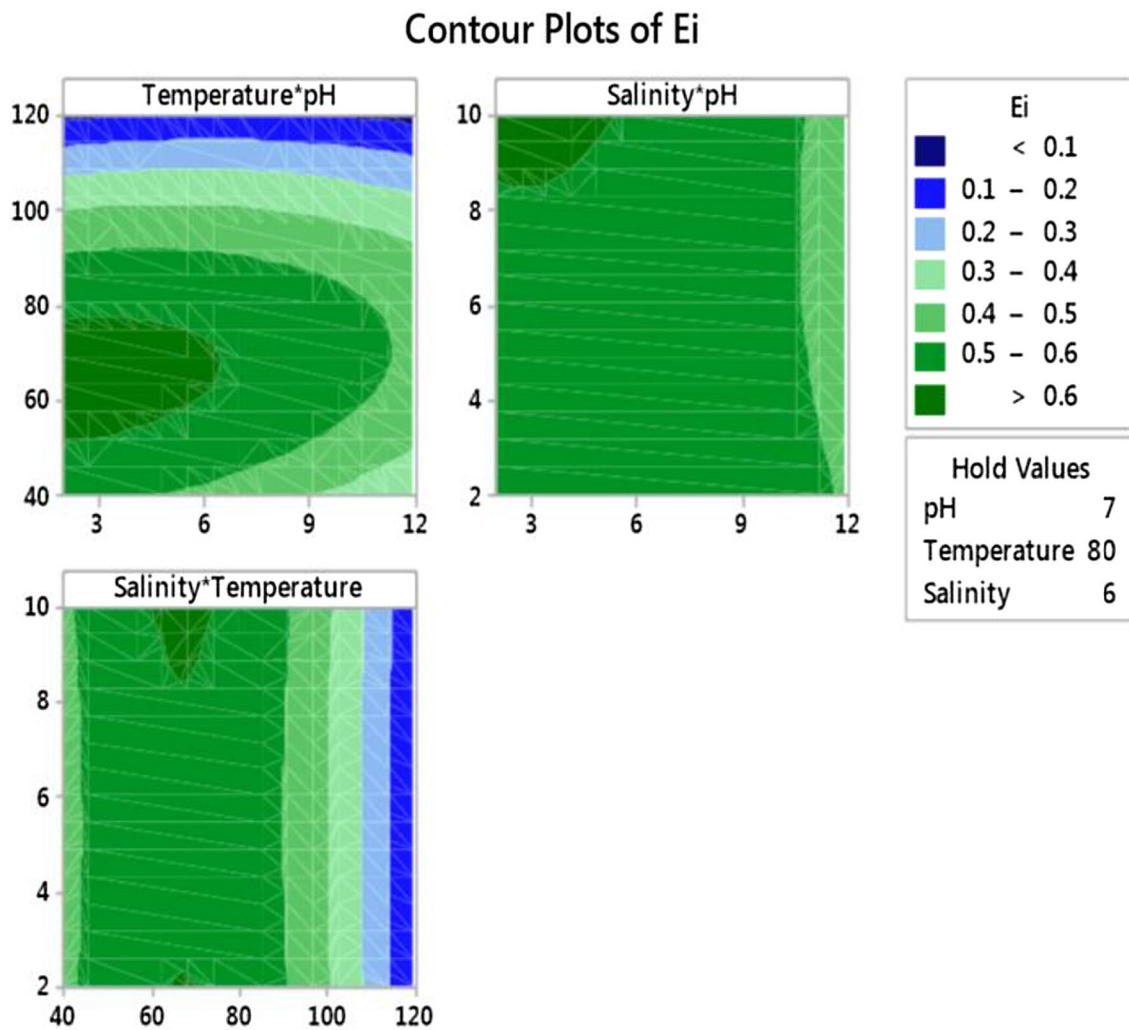 Contour Plots of Ei
Temperature*pH
120
100
80
60
40
3 6 9 12
Salinity*pH
10
8
6
4
2
3 6 9 12
Ei
< 0.1
0.1 – 0.2
0.2 – 0.3
0.3 – 0.4
0.4 – 0.5
0.5 – 0.6
> 0.6
Hold Values
pH 7
Temperature 80
Salinity 6
Salinity*Temperature
10
8
6
4
2
40 60 80 100 120